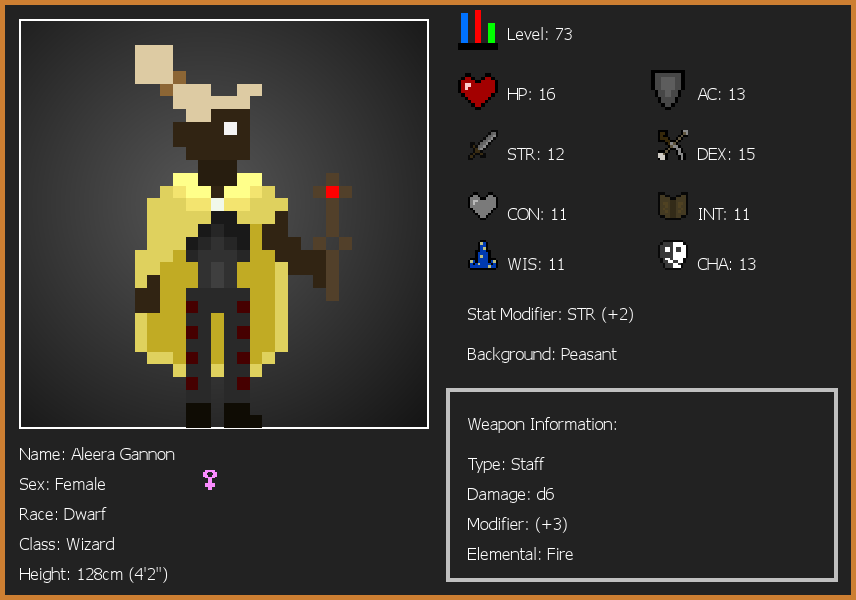 Level: 73
HP: 16
AC: 13
STR: 12
DEX: 15
CON: 11
INT: 11
WIS: 11
CHA: 13
Stat Modifier: STR (+2)
Background: Peasant
Weapon Information:
Type: Staff
Damage: d6
Modifier: (+3)
Elemental: Fire
Name: Aleera Gannon
Sex: Female
Race: Dwarf
Class: Wizard
Height: 128cm (4'2")